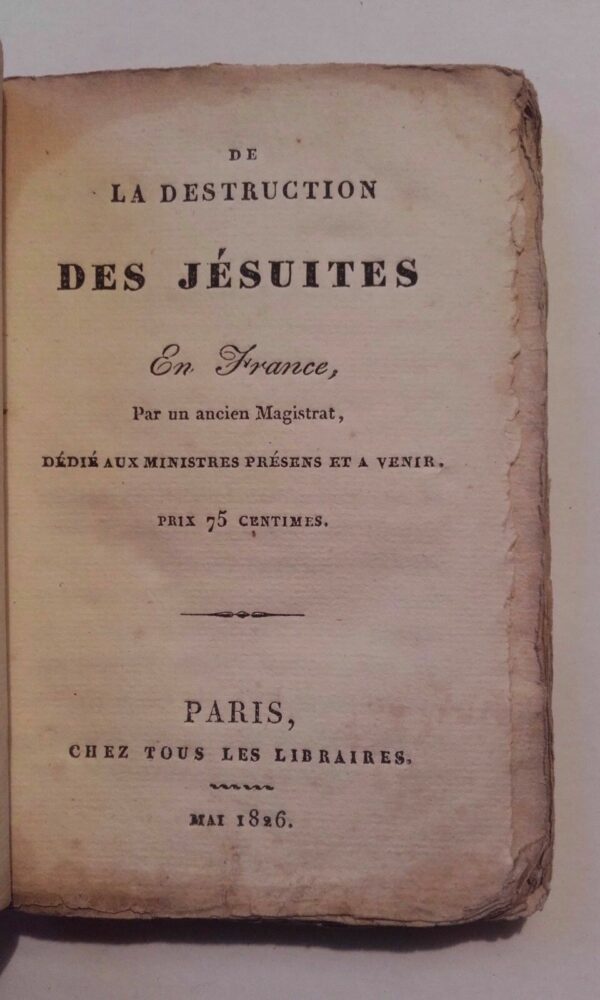 DE
LA DESTRUCTION
DES JÉSUITES
En France,
Par un ancien Magistrat,
DÉDIÉ AUX MINISTRES PRÉSENS ET A VENIR.
PRIX 75 CENTIMES.
PARIS,
CHEZ TOUS LES LIBRAIRES.
MAI 1826.